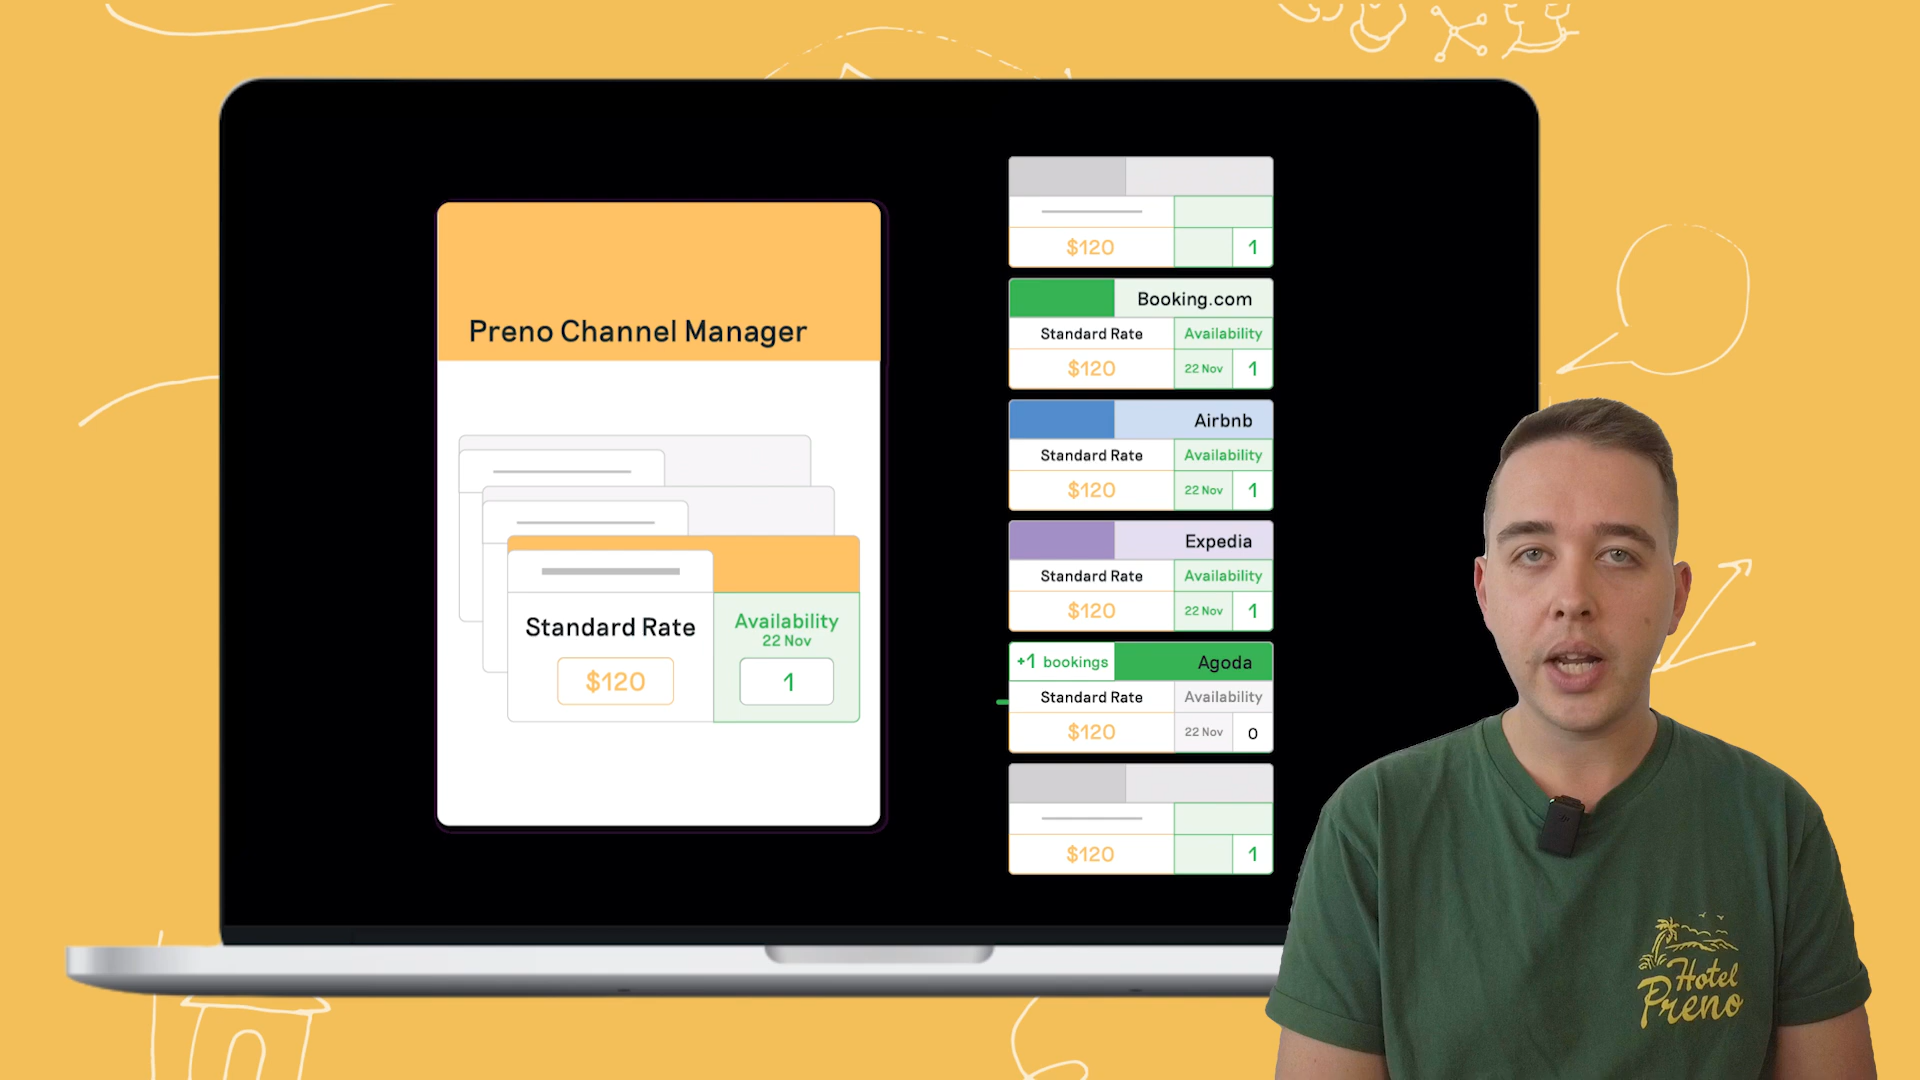 Preno Channel Manager
Standard Rate
$120
Availability
22 Nov
1
$120
1
Booking.com
Standard Rate
Availability
$120
22 Nov
1
Airbnb
Standard Rate
Availability
$120
22 Nov
1
Expedia
Standard Rate
Availability
$120
22 Nov
1
+1 bookings
Agoda
Standard Rate
Availability
$120
22 Nov
0
$120
1
Hotel
Preno